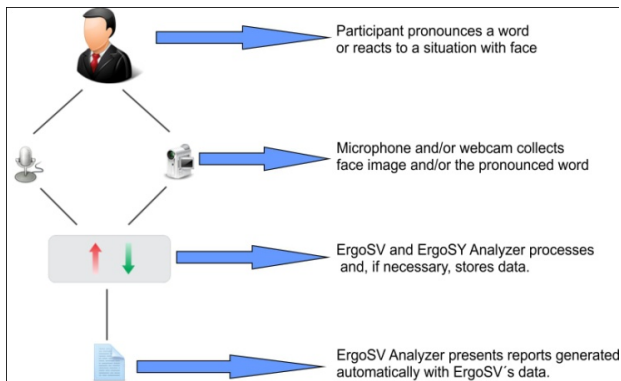 Participant pronounces a word
or reacts to a situation with face
Microphone and/or webcam collects
face image and/or the pronounced word
ErgoSV and ErgoSY Analyzer processes
and, if necessary, stores data.
ErgoSV Analyzer presents reports generated
automatically with ErgoSV´s data.